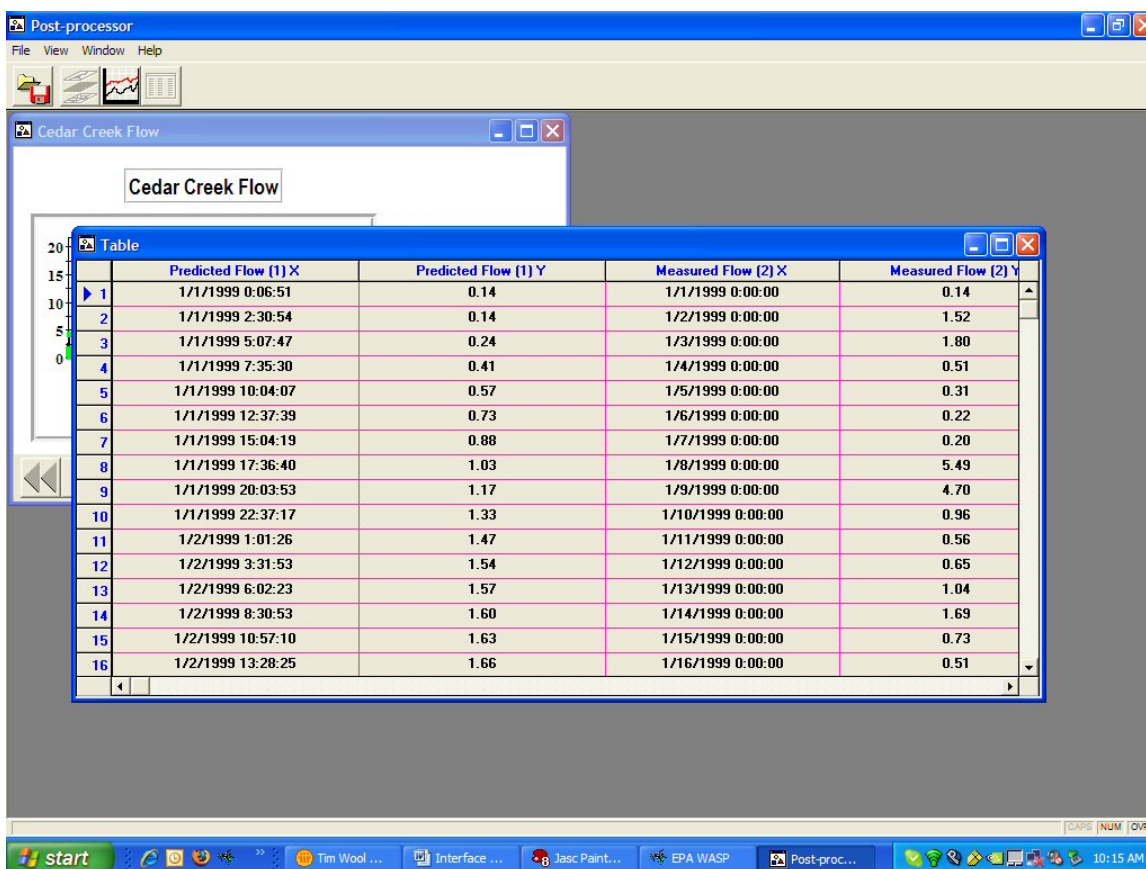 Post-processor
File View Window Help
Cedar Creek Flow
Cedar Creek Flow
20
15
10
5
0
Table
Predicted Flow (1) X Predicted Flow (1) Y Measured Flow (2) X Measured Flow (2) Y
1 1/1/1999 0:06:51 0.14 1/1/1999 0:00:00 0.14
2 1/1/1999 2:30:54 0.14 1/2/1999 0:00:00 1.52
3 1/1/1999 5:07:47 0.24 1/3/1999 0:00:00 1.80
4 1/1/1999 7:35:30 0.41 1/4/1999 0:00:00 0.51
5 1/1/1999 10:04:07 0.57 1/5/1999 0:00:00 0.31
6 1/1/1999 12:37:39 0.73 1/6/1999 0:00:00 0.22
7 1/1/1999 15:04:19 0.88 1/7/1999 0:00:00 0.20
8 1/1/1999 17:36:40 1.03 1/8/1999 0:00:00 5.49
9 1/1/1999 20:03:53 1.17 1/9/1999 0:00:00 4.70
10 1/1/1999 22:37:17 1.33 1/10/1999 0:00:00 0.96
11 1/2/1999 1:01:26 1.47 1/11/1999 0:00:00 0.56
12 1/2/1999 3:31:53 1.54 1/12/1999 0:00:00 0.65
13 1/2/1999 6:02:23 1.57 1/13/1999 0:00:00 1.04
14 1/2/1999 8:30:53 1.60 1/14/1999 0:00:00 1.69
15 1/2/1999 10:57:10 1.63 1/15/1999 0:00:00 0.73
16 1/2/1999 13:28:25 1.66 1/16/1999 0:00:00 0.51
CAPS NUM OVR
start » Tim Wool ... Interface ... Jasc Paint... EPA WASP Post-proc... 10:15 AM